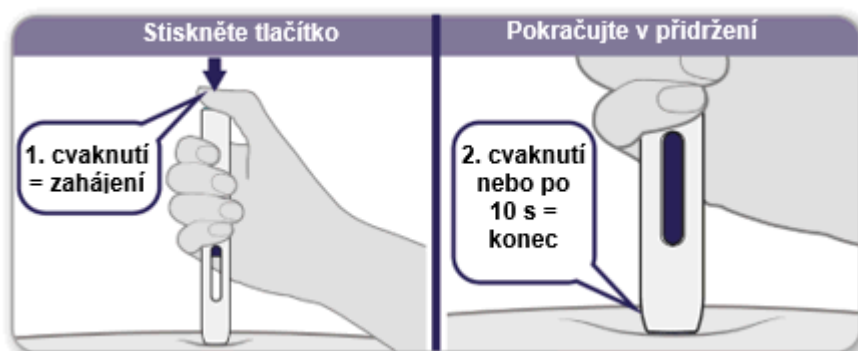 Stiskněte tlačítko
1. cvaknutí
= zahájení
Pokračujte v přidržení
2. cvaknutí
nebo po
10 s =
konec